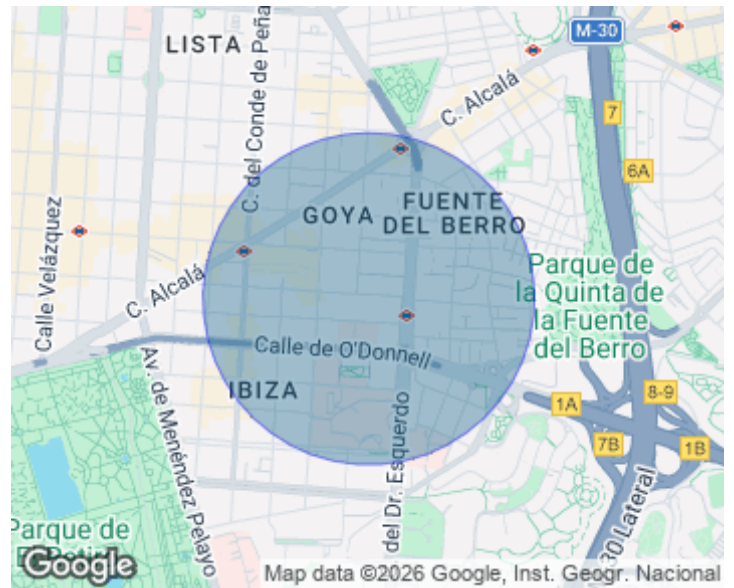 LISTA
M-30
C. del Conde de Peña
C. Alcalá
7
6A
Calle Velázquez
GOYA
FUENTE
DEL BERRO
C. Alcalá
Parque de
la Quinta de
la Fuente
del Berro
Calle de O'Donnell
Av. de Menéndez Pelayo
IBIZA
del Dr. Esquerdo
1A
8-9
7B
1B
30 Lateral
Parque de
Google
Map data ©2026 Google, Inst. Geogr. Nacional